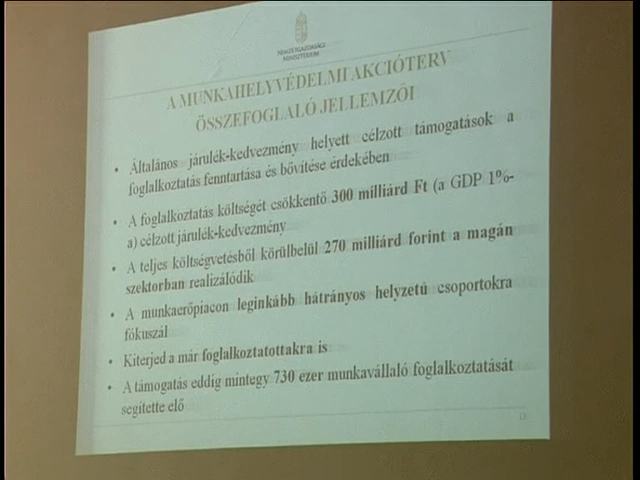 NEMZETGAZDASÁGI
MINISZTÉRIUM
A MUNKAHELYVÉDELMI AKCIÓTERV
ÖSSZEFOGLALÓ JELLEMZŐI
• Általános járulék-kedvezmény helyett célzott támogatások a
foglalkoztatás fenntartása és bővítése érdekében
• A foglalkoztatás költségét csökkentő 300 milliárd Ft (a GDP 1%-
a) célzott járulék-kedvezmény
• A teljes költségvetésből körülbelül 270 milliárd forint a magán
szektorban realizálódik
• A munkaerőpiacon leginkább hátrányos helyzetű csoportokra
fókuszál
• Kiterjed a már foglalkoztatottakra is
• A támogatás eddig mintegy 730 ezer munkavállaló foglalkoztatását
segítette elő